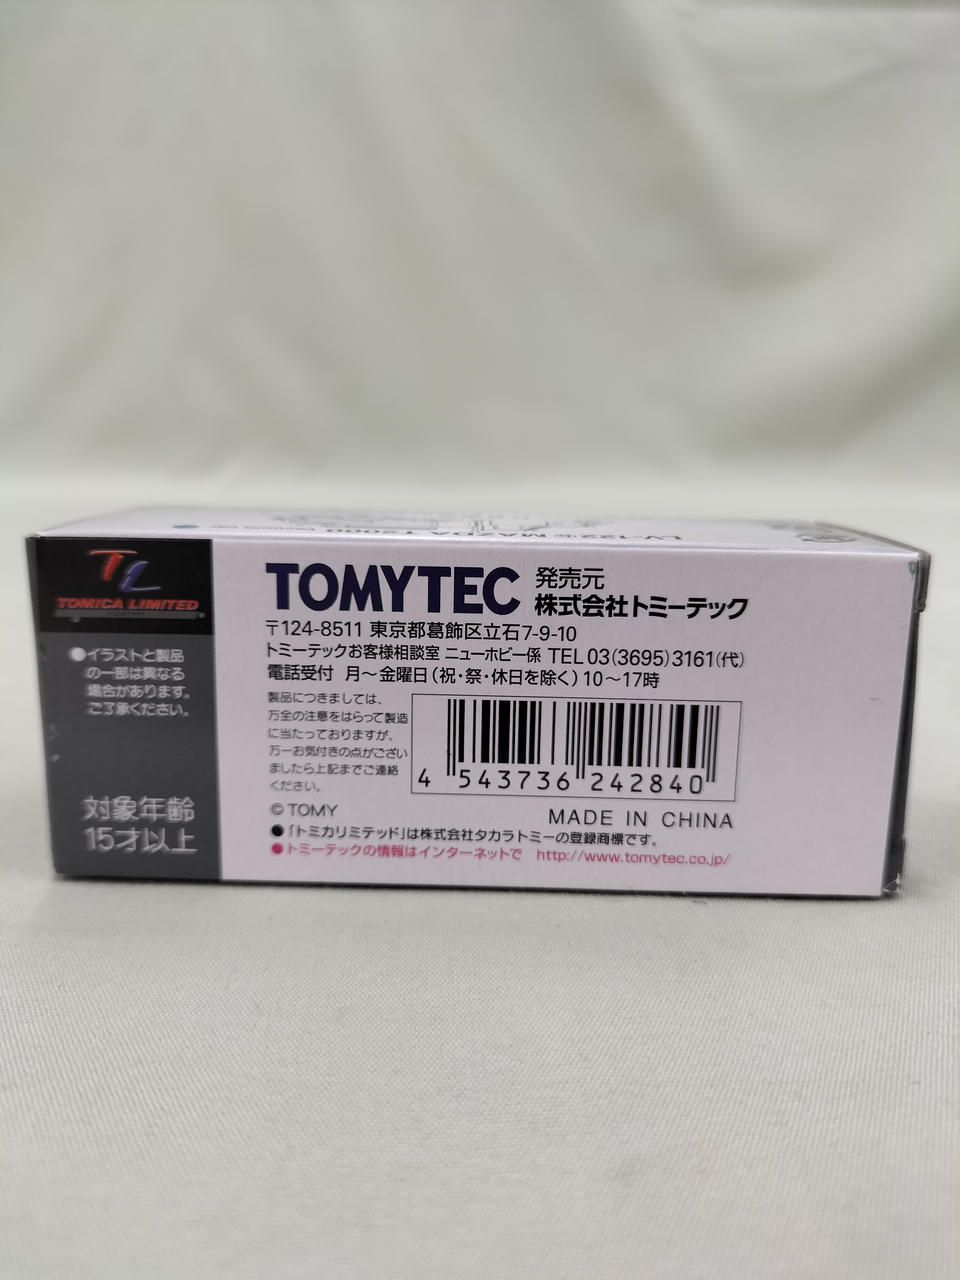 LV-122 MAZDA T2000
TL
TOMICA LIMITED
●イラストと製品
の一部は異なる
場合があります。
ご了承ください。
対象年齢
15才以上
TOMYTEC 発売元
株式会社トミーテック
〒124-8511 東京都葛飾区立石7-9-10
トミーテックお客様相談室 ニューホビー係 TEL 03(3695)3161(代)
電話受付 月～金曜日(祝・祭・休日を除く)10～17時
製品につきましては、
万全の注意をはらって製造
に当たっておりますが、
万一お気付きの点がござい
ましたら上記までご連絡
ください。
4 543736 242840
© TOMY MADE IN CHINA
●「トミカリミテッド」は株式会社タカラトミーの登録商標です。
●トミーテックの情報はインターネットで http://www.tomytec.co.jp/